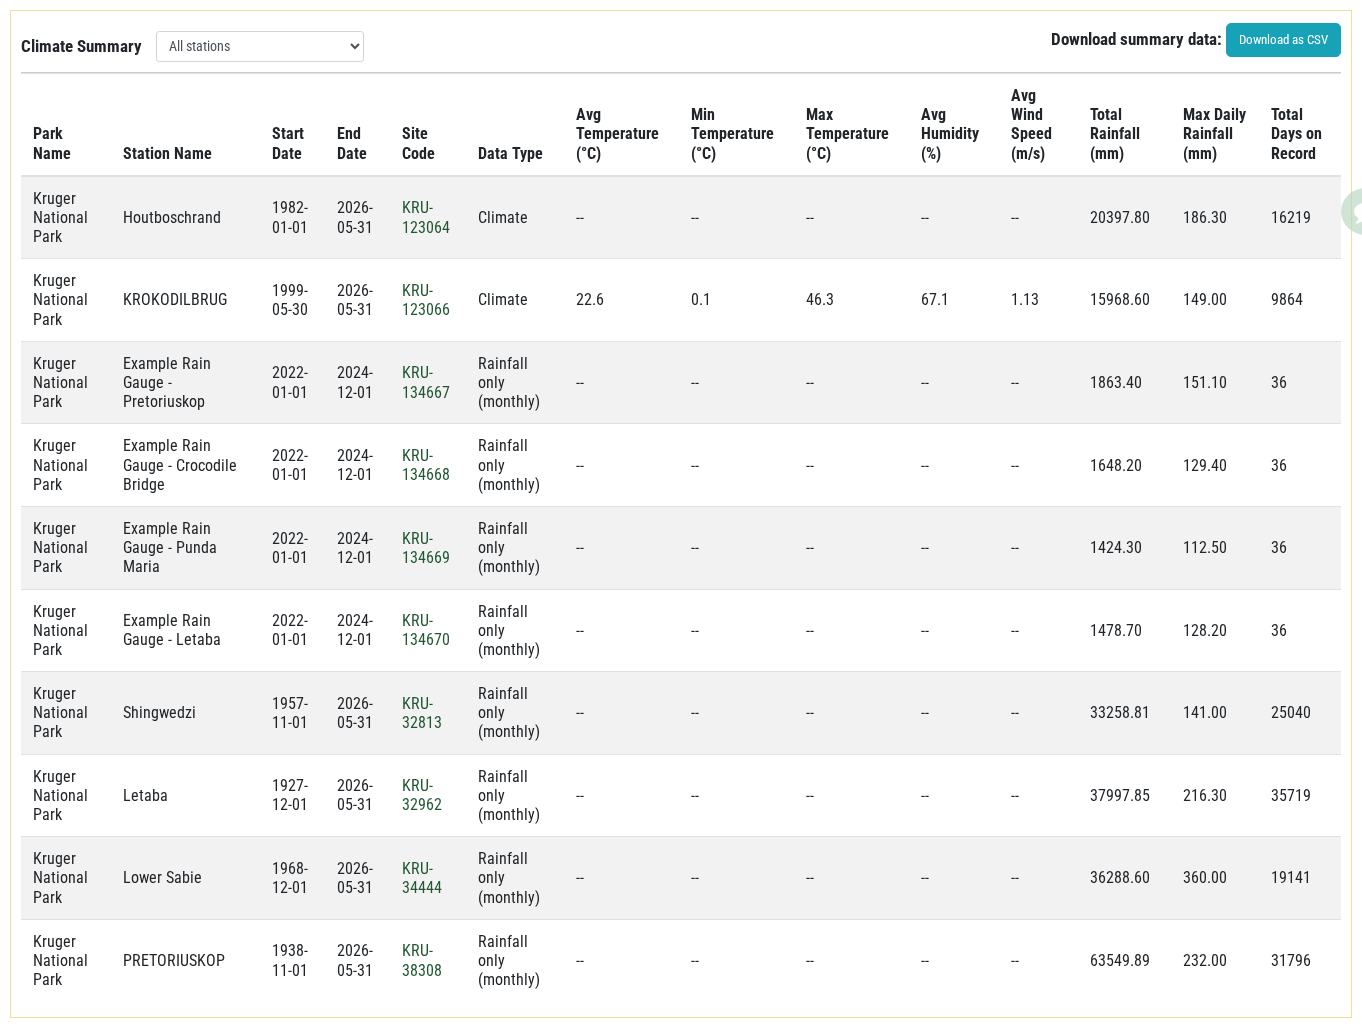 Climate Summary All stations Download summary data: Download as CSV
Park Name Station Name Start Date End Date Site Code Data Type Avg Temperature (°C) Min Temperature (°C) Max Temperature (°C) Avg Humidity (%) Avg Wind Speed (m/s) Total Rainfall (mm) Max Daily Rainfall (mm) Total Days on Record
Kruger National Park Houtboschrand 1982-01-01 2026-05-31 KRU-123064 Climate -- -- -- -- -- 20397.80 186.30 16219
Kruger National Park KROKODILBRUG 1999-05-30 2026-05-31 KRU-123066 Climate 22.6 0.1 46.3 67.1 1.13 15968.60 149.00 9864
Kruger National Park Example Rain Gauge - Pretoriuskop 2022-01-01 2024-12-01 KRU-134667 Rainfall only (monthly) -- -- -- -- -- 1863.40 151.10 36
Kruger National Park Example Rain Gauge - Crocodile Bridge 2022-01-01 2024-12-01 KRU-134668 Rainfall only (monthly) -- -- -- -- -- 1648.20 129.40 36
Kruger National Park Example Rain Gauge - Punda Maria 2022-01-01 2024-12-01 KRU-134669 Rainfall only (monthly) -- -- -- -- -- 1424.30 112.50 36
Kruger National Park Example Rain Gauge - Letaba 2022-01-01 2024-12-01 KRU-134670 Rainfall only (monthly) -- -- -- -- -- 1478.70 128.20 36
Kruger National Park Shingwedzi 1957-11-01 2026-05-31 KRU-32813 Rainfall only (monthly) -- -- -- -- -- 33258.81 141.00 25040
Kruger National Park Letaba 1927-12-01 2026-05-31 KRU-32962 Rainfall only (monthly) -- -- -- -- -- 37997.85 216.30 35719
Kruger National Park Lower Sabie 1968-12-01 2026-05-31 KRU-34444 Rainfall only (monthly) -- -- -- -- -- 36288.60 360.00 19141
Kruger National Park PRETORIUSKOP 1938-11-01 2026-05-31 KRU-38308 Rainfall only (monthly) -- -- -- -- -- 63549.89 232.00 31796